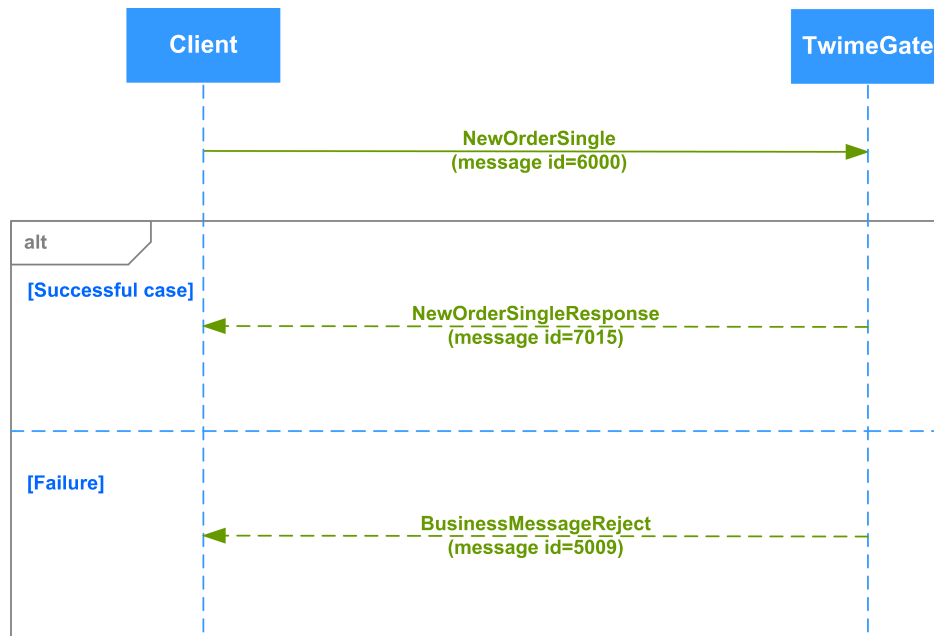 Client
TwimeGate
NewOrderSingle
(message id=6000)
alt
[Successful case]
NewOrderSingleResponse
(message id=7015)
[Failure]
BusinessMessageReject
(message id=5009)